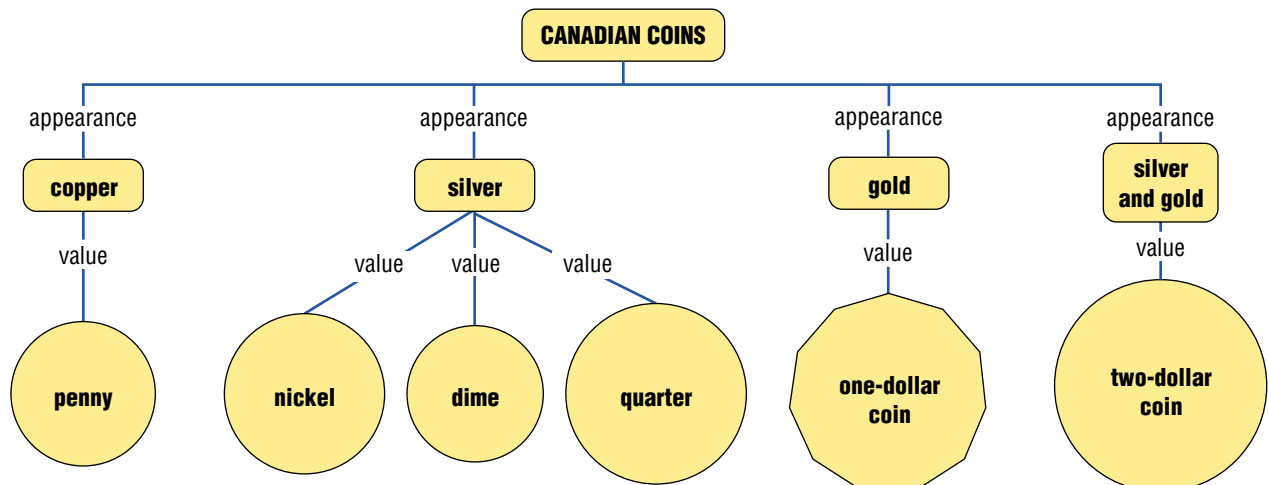 CANADIAN COINS
appearance
appearance
appearance
appearance
copper
silver
gold
silver
and gold
value
value
value
value
value
value
penny
nickel
dime
quarter
one-dollar
coin
two-dollar
coin